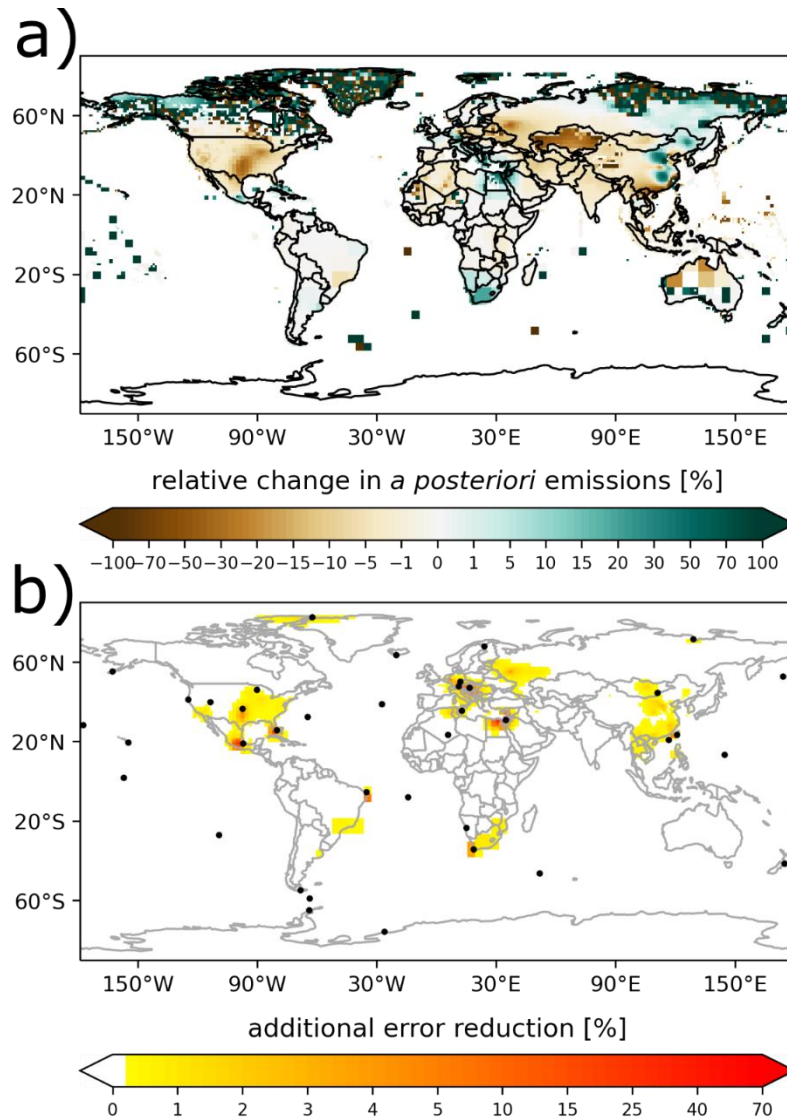 a)
60°N
20°N
20°S
60°S
150°W 90°W 30°W 30°E 90°E 150°E
relative change in a posteriori emissions [%]
−100 −70 −50 −30 −20 −15 −10 −5 −1 0 1 5 10 15 20 30 50 70 100
b)
60°N
20°N
20°S
60°S
150°W 90°W 30°W 30°E 90°E 150°E
additional error reduction [%]
0 1 2 3 4 5 10 15 25 40 70